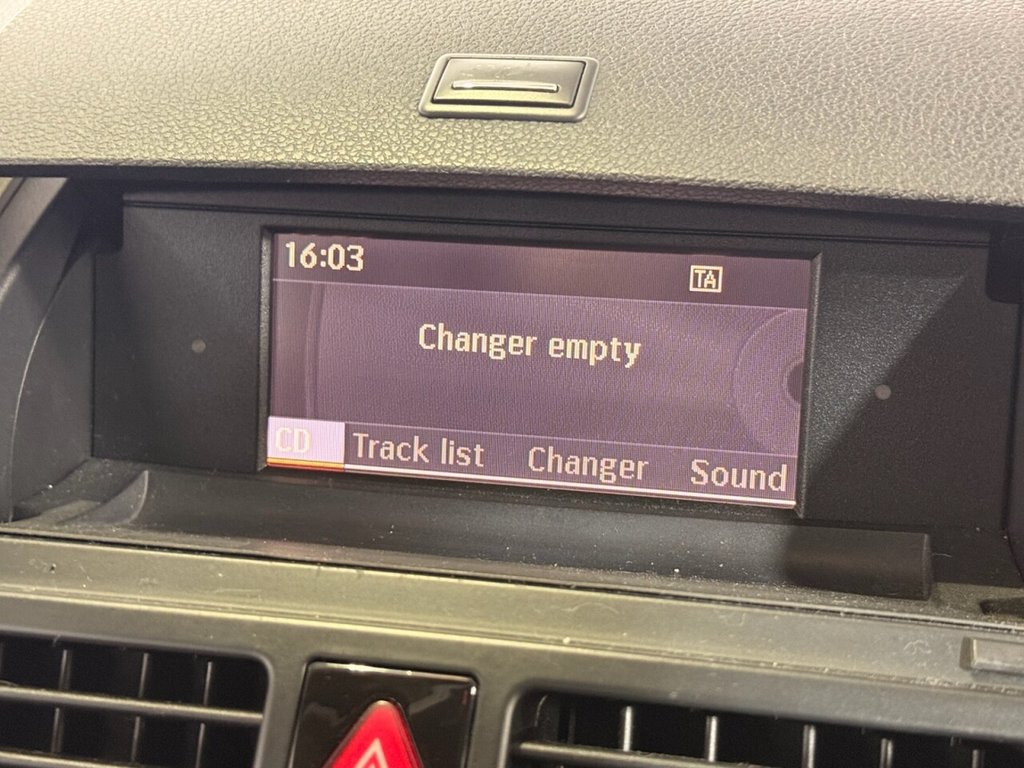 16:03 TA
Changer empty
CD Track list Changer Sound